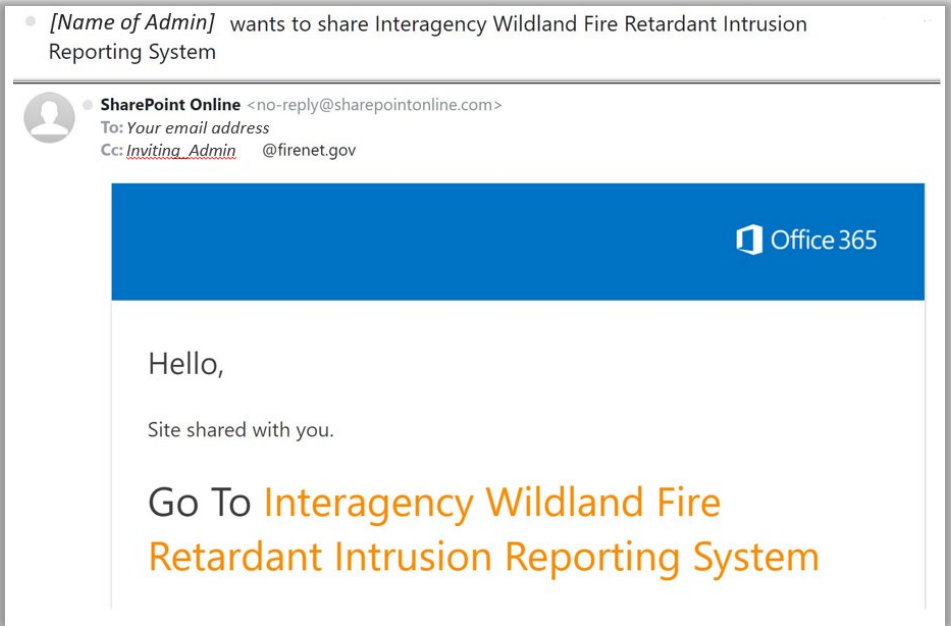 [Name of Admin] wants to share Interagency Wildland Fire Retardant Intrusion
Reporting System
SharePoint Online <no-reply@sharepointonline.com>
To: Your email address
Cc: Inviting_Admin @firenet.gov
Office 365
Hello,
Site shared with you.
Go To Interagency Wildland Fire
Retardant Intrusion Reporting System